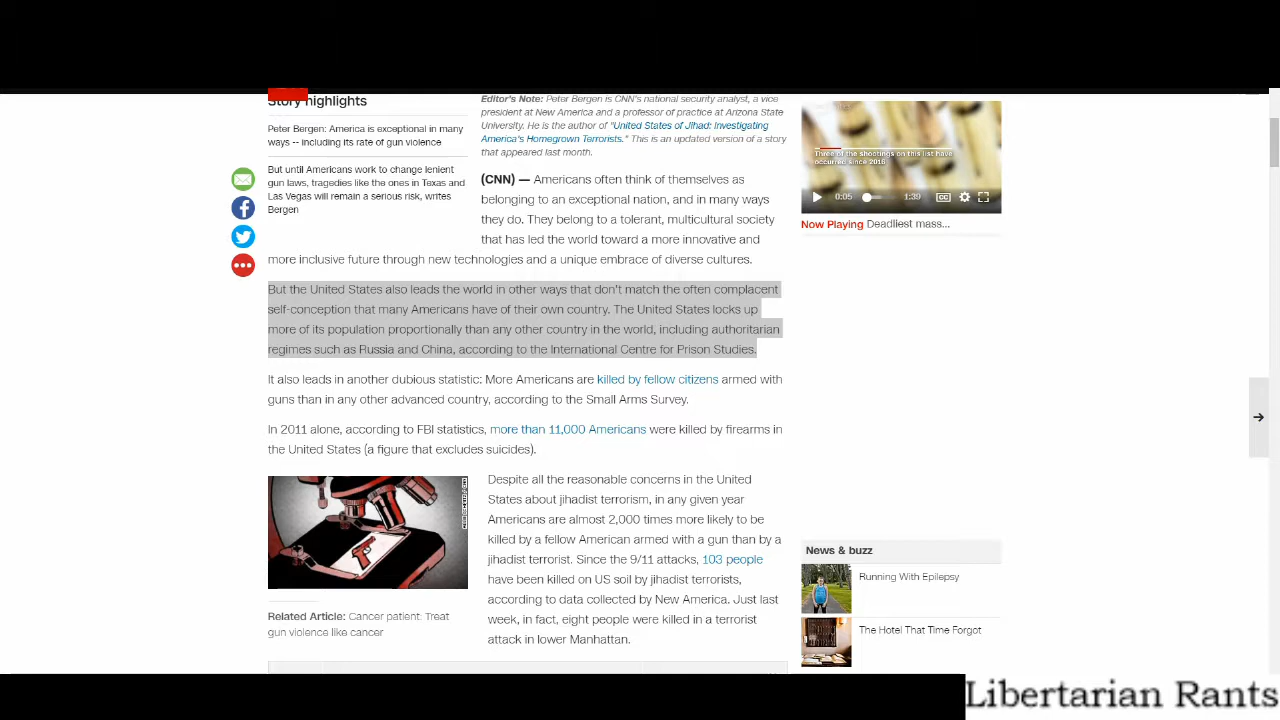 Story highlights
Peter Bergen: America is exceptional in many
ways -- including its rate of gun violence
But until Americans work to change lenient
gun laws, tragedies like the ones in Texas and
Las Vegas will remain a serious risk, writes
Bergen
Editor's Note: Peter Bergen is CNN's national security analyst, a vice
president at New America and a professor of practice at Arizona State
University. He is the author of "United States of Jihad: Investigating
America's Homegrown Terrorists." This is an updated version of a story
that appeared last month.
(CNN) — Americans often think of themselves as
belonging to an exceptional nation, and in many ways
they do. They belong to a tolerant, multicultural society
that has led the world toward a more innovative and
more inclusive future through new technologies and a unique embrace of diverse cultures.
But the United States also leads the world in other ways that don't match the often complacent
self-conception that many Americans have of their own country. The United States locks up
more of its population proportionally than any other country in the world, including authoritarian
regimes such as Russia and China, according to the International Centre for Prison Studies.
It also leads in another dubious statistic: More Americans are killed by fellow citizens armed with
guns than in any other advanced country, according to the Small Arms Survey.
In 2011 alone, according to FBI statistics, more than 11,000 Americans were killed by firearms in
the United States (a figure that excludes suicides).
Despite all the reasonable concerns in the United
States about jihadist terrorism, in any given year
Americans are almost 2,000 times more likely to be
killed by a fellow American armed with a gun than by a
jihadist terrorist. Since the 9/11 attacks, 103 people
have been killed on US soil by jihadist terrorists,
according to data collected by New America. Just last
week, in fact, eight people were killed in a terrorist
attack in lower Manhattan.
Related Article: Cancer patient: Treat
gun violence like cancer
Three of the shootings on this list have
occurred since 2016
0:05
1:39
CC
Now Playing Deadliest mass...
News & buzz
Running With Epilepsy
The Hotel That Time Forgot
Libertarian Rants